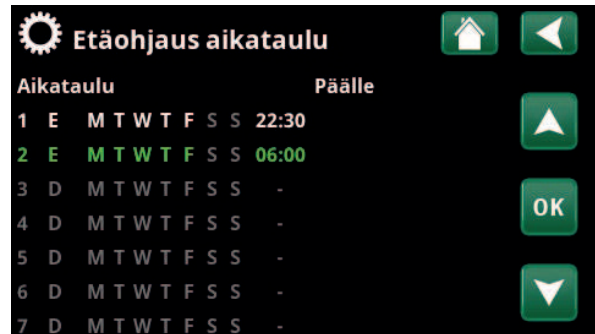 Etäohjaus aikataulu
Aikataulu Päälle
1 E M T W T F S S 22:30
2 E M T W T F S S 06:00
3 D M T W T F S S -
4 D M T W T F S S -
OK
5 D M T W T F S S -
6 D M T W T F S S -
7 D M T W T F S S